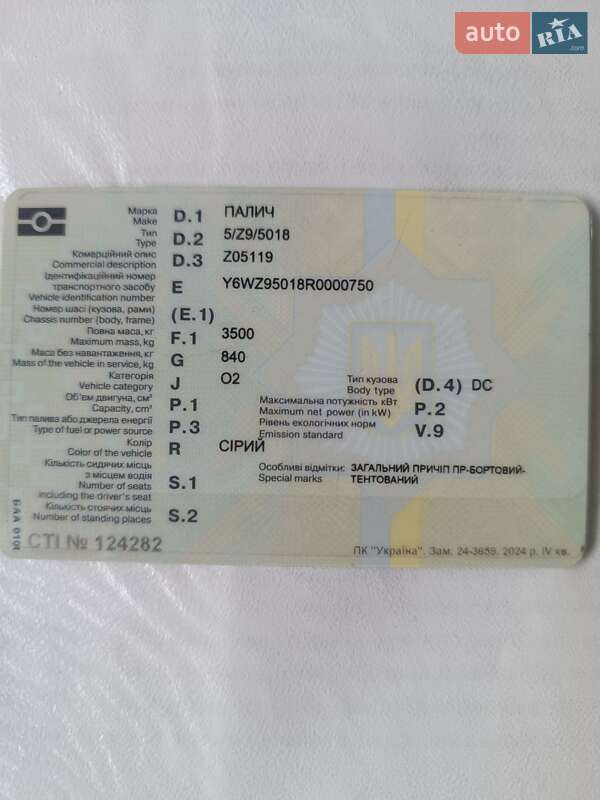 auto RIA.com
Марка D.1 ПАЛИЧ
Make
Тип D.2 5/Z9/5018
Type
Комерційний опис D.3 Z05119
Commercial description
Ідентифікаційний номер
транспортного засобу E Y6WZ95018R0000750
Vehicle identification number
Номер шасі (кузова, рами) (E.1)
Chassis number (body, frame)
Повна маса, кг F.1 3500
Maximum mass, kg
Маса без навантаження, кг G 840
Mass of the vehicle in service, kg
Категорія J O2
Vehicle category
Тип кузова (D.4) DC
Body type
Об'єм двигуна, см³ P.1
Capacity, cm³
Максимальна потужність кВт P.2
Maximum net power (in kW)
Тип палива або джерела енергії P.3
Type of fuel or power source
Рівень екологічних норм V.9
Emission standard
Колір R СІРИЙ
Color of the vehicle
Кількість сидячих місць
з місцем водія S.1
Number of seats
including the driver's seat
Особливі відмітки: ЗАГАЛЬНИЙ ПРИЧІП ПР-БОРТОВИЙ-
Special marks ТЕНТОВАНИЙ
Кількість стоячих місць S.2
Number of standing places
СТІ № 124282
ПК "Україна". Зам. 24-3659. 2024 р. IV кв.